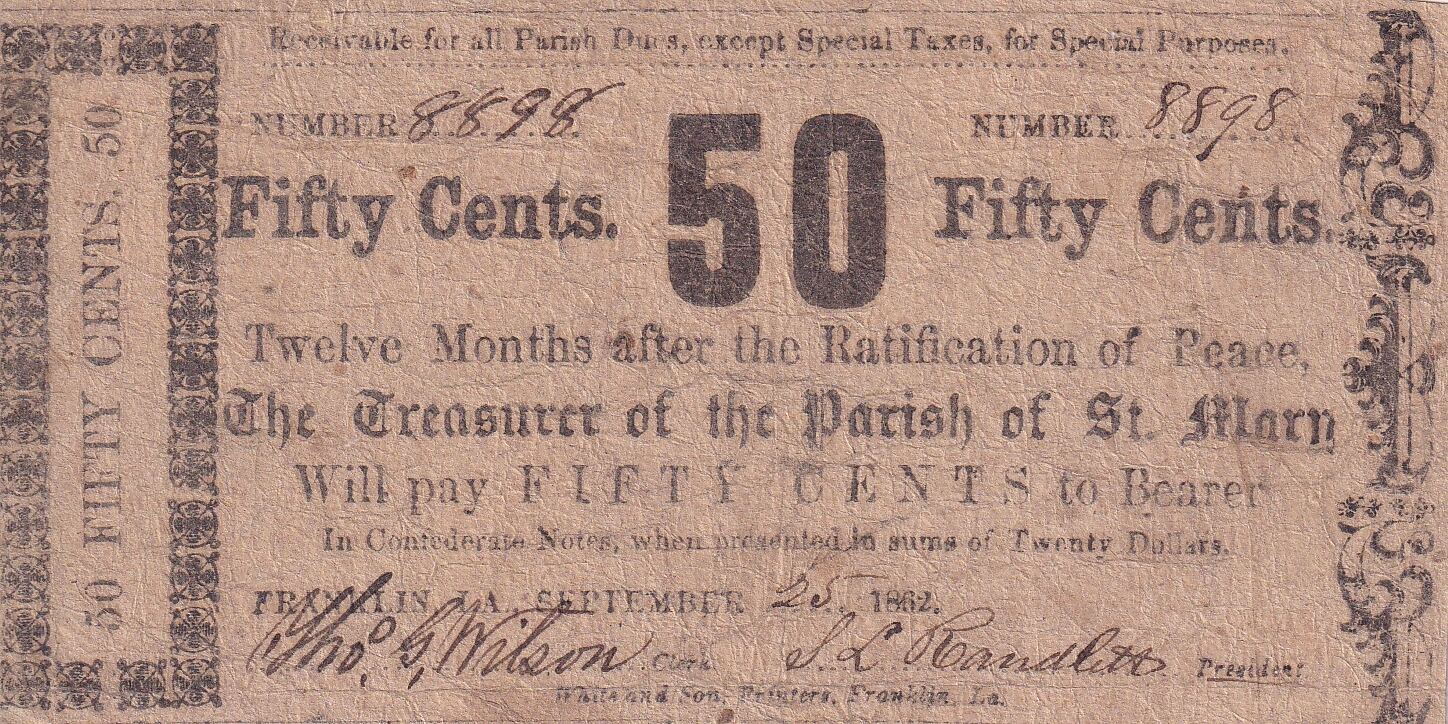 Receivable for all Parish Dues, except Special Taxes, for Special Purposes.
50 FIFTY CENTS. 50
NUMBER 8898
NUMBER 8898
Fifty Cents. 50 Fifty Cents.
Twelve Months after the Ratification of Peace,
The Treasurer of the Parish of St. Mary
Will pay FIFTY CENTS to Bearer
In Confederate Notes, when presented in sums of Twenty Dollars.
FRANKLIN, LA., SEPTEMBER 25 1862.
Thos. G. Wilson Clerk S L Randlett President
White and Son, Printers, Franklin, La.